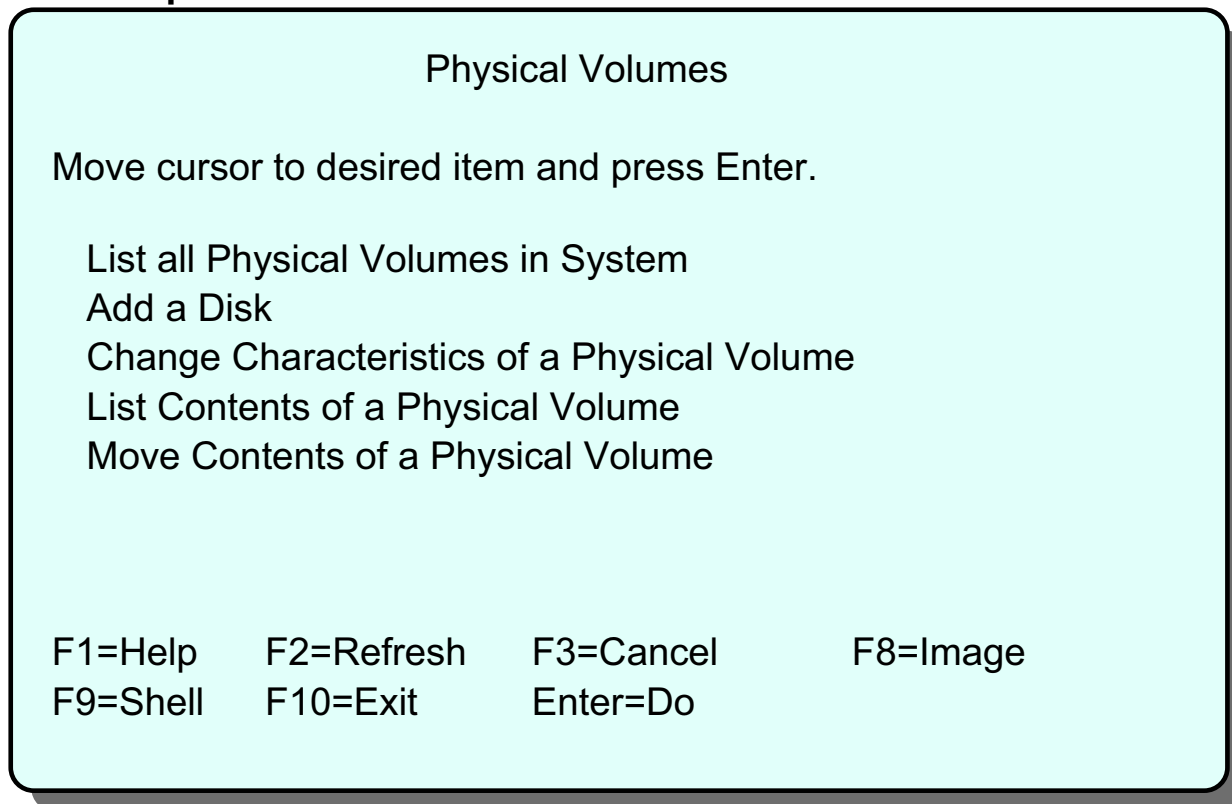 Physical Volumes
Move cursor to desired item and press Enter.
List all Physical Volumes in System
Add a Disk
Change Characteristics of a Physical Volume
List Contents of a Physical Volume
Move Contents of a Physical Volume
F1=Help F2=Refresh F3=Cancel F8=Image
F9=Shell F10=Exit Enter=Do